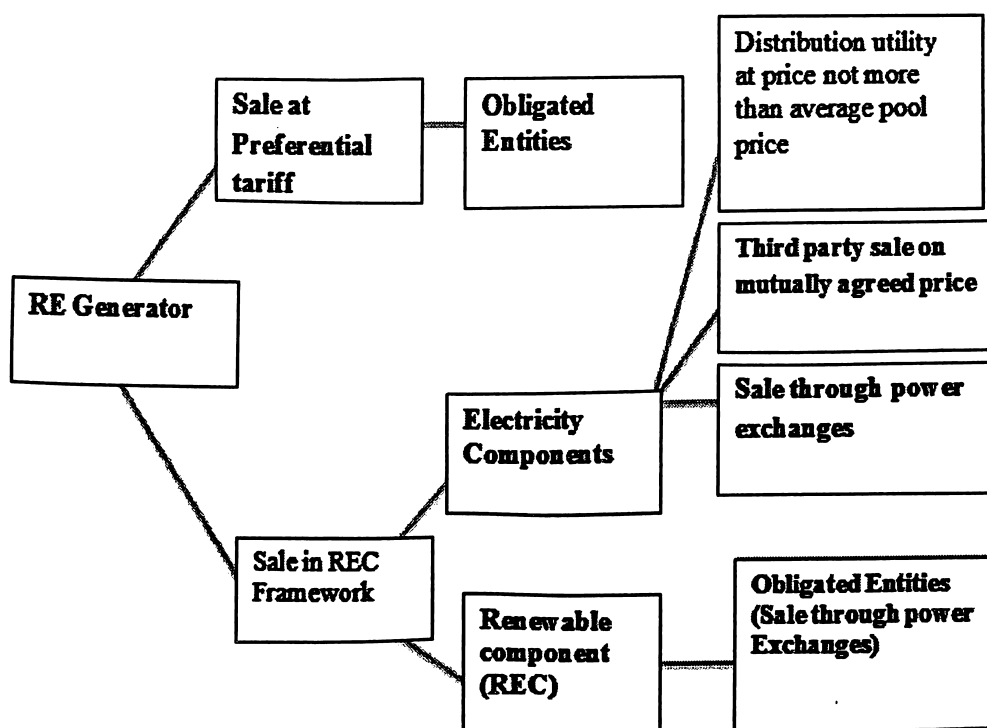 Distribution utility
at price not more
than average pool
price
Sale at
Preferential
tariff
Obligated
Entities
Third party sale on
mutually agreed price
RE Generator
Sale through power
exchanges
Electricity
Components
Sale in REC
Framework
Renewable
component
(REC)
Obligated Entities
(Sale through power
Exchanges)